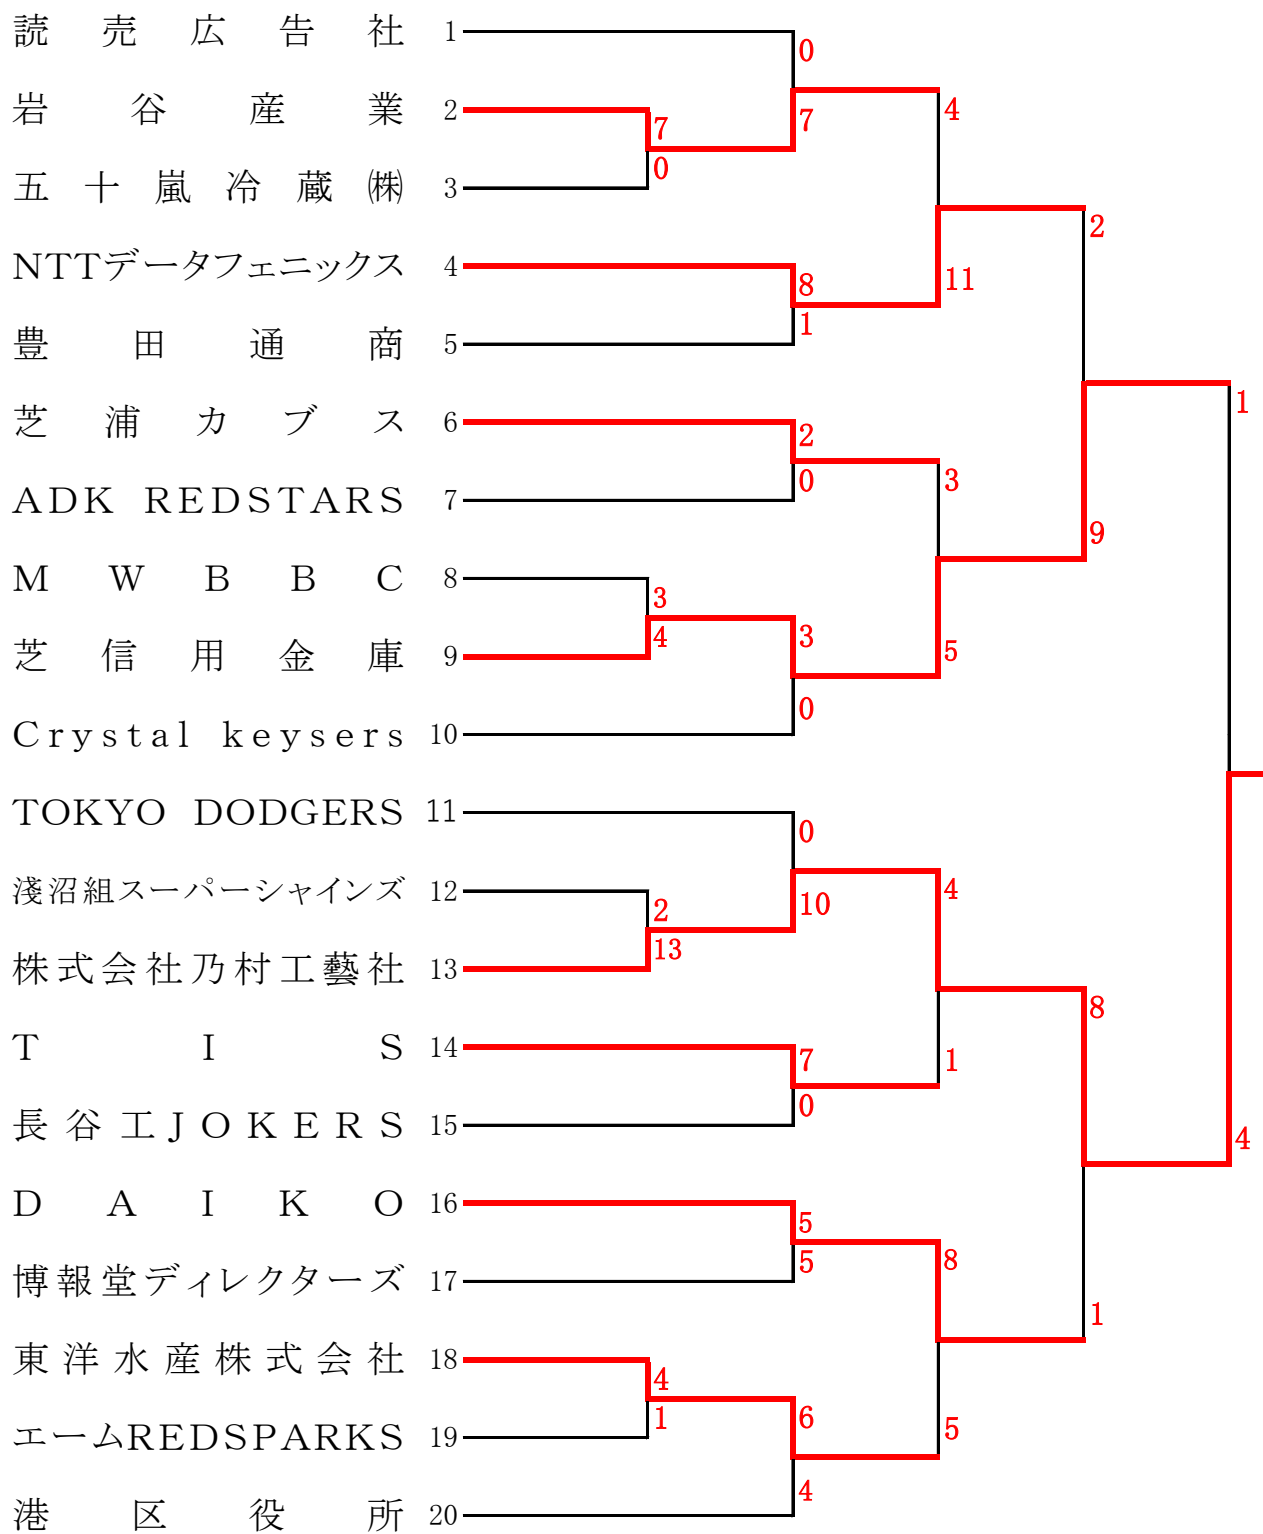 読売広告社 1
0
岩谷産業 2
7
7
4
0
五十嵐冷蔵㈱ 3
2
NTTデータフェニックス 4
8
11
1
豊田通商 5
1
芝浦カブス 6
2
0
3
ADK REDSTARS 7
9
MWBBC 8
3
4
3
5
芝信用金庫 9
0
Crystal keysers 10
TOKYO DODGERS 11
0
淺沼組スーパーシャインズ 12
2
10
4
13
株式会社乃村工藝社 13
8
TIS 14
7
1
0
長谷工JOKERS 15
4
DAIKO 16
5
5
8
博報堂ディレクターズ 17
1
東洋水産株式会社 18
4
1
6
5
エームREDSPARKS 19
4
港区役所 20